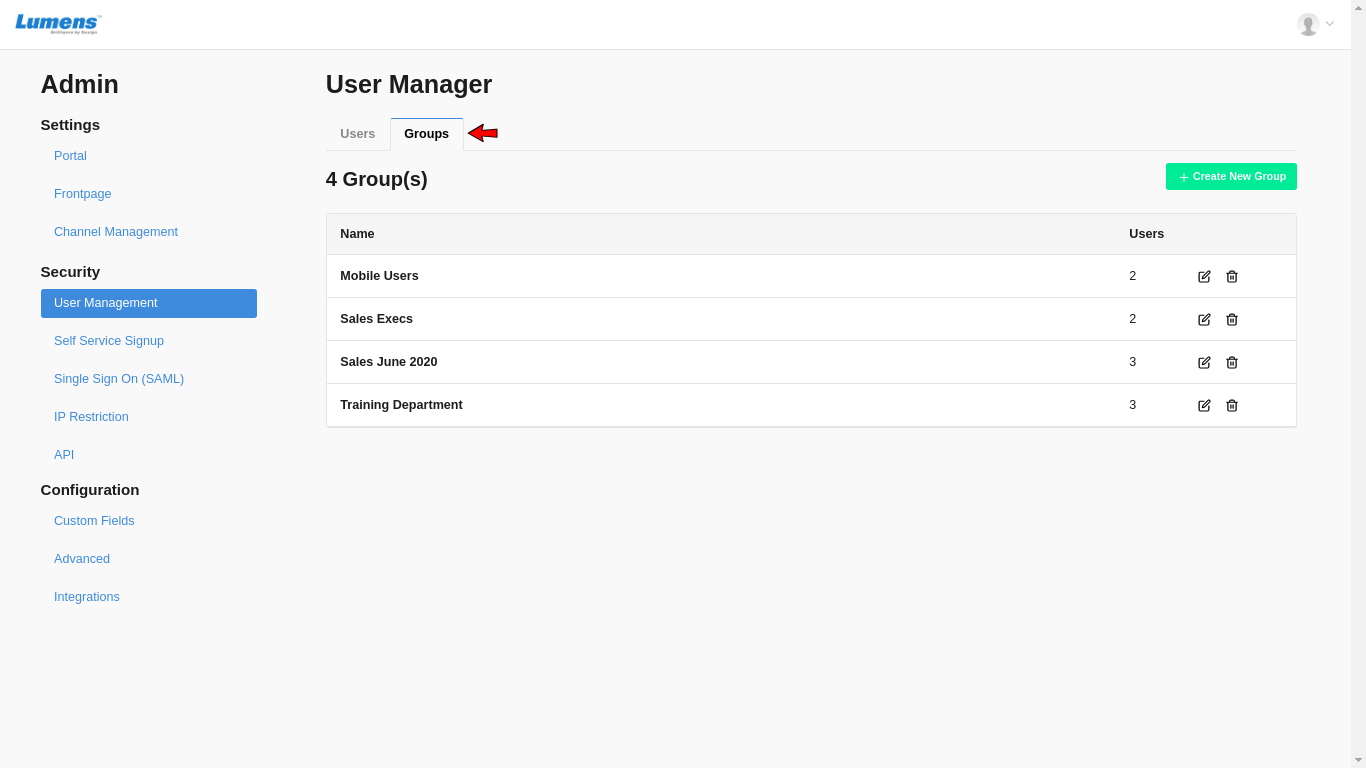 Lumens™
Brilliance by Design
Admin
Settings
Portal
Frontpage
Channel Management
Security
User Management
Self Service Signup
Single Sign On (SAML)
IP Restriction
API
Configuration
Custom Fields
Advanced
Integrations
User Manager
Users Groups
4 Group(s)
+ Create New Group
Name Users
Mobile Users 2
Sales Execs 2
Sales June 2020 3
Training Department 3